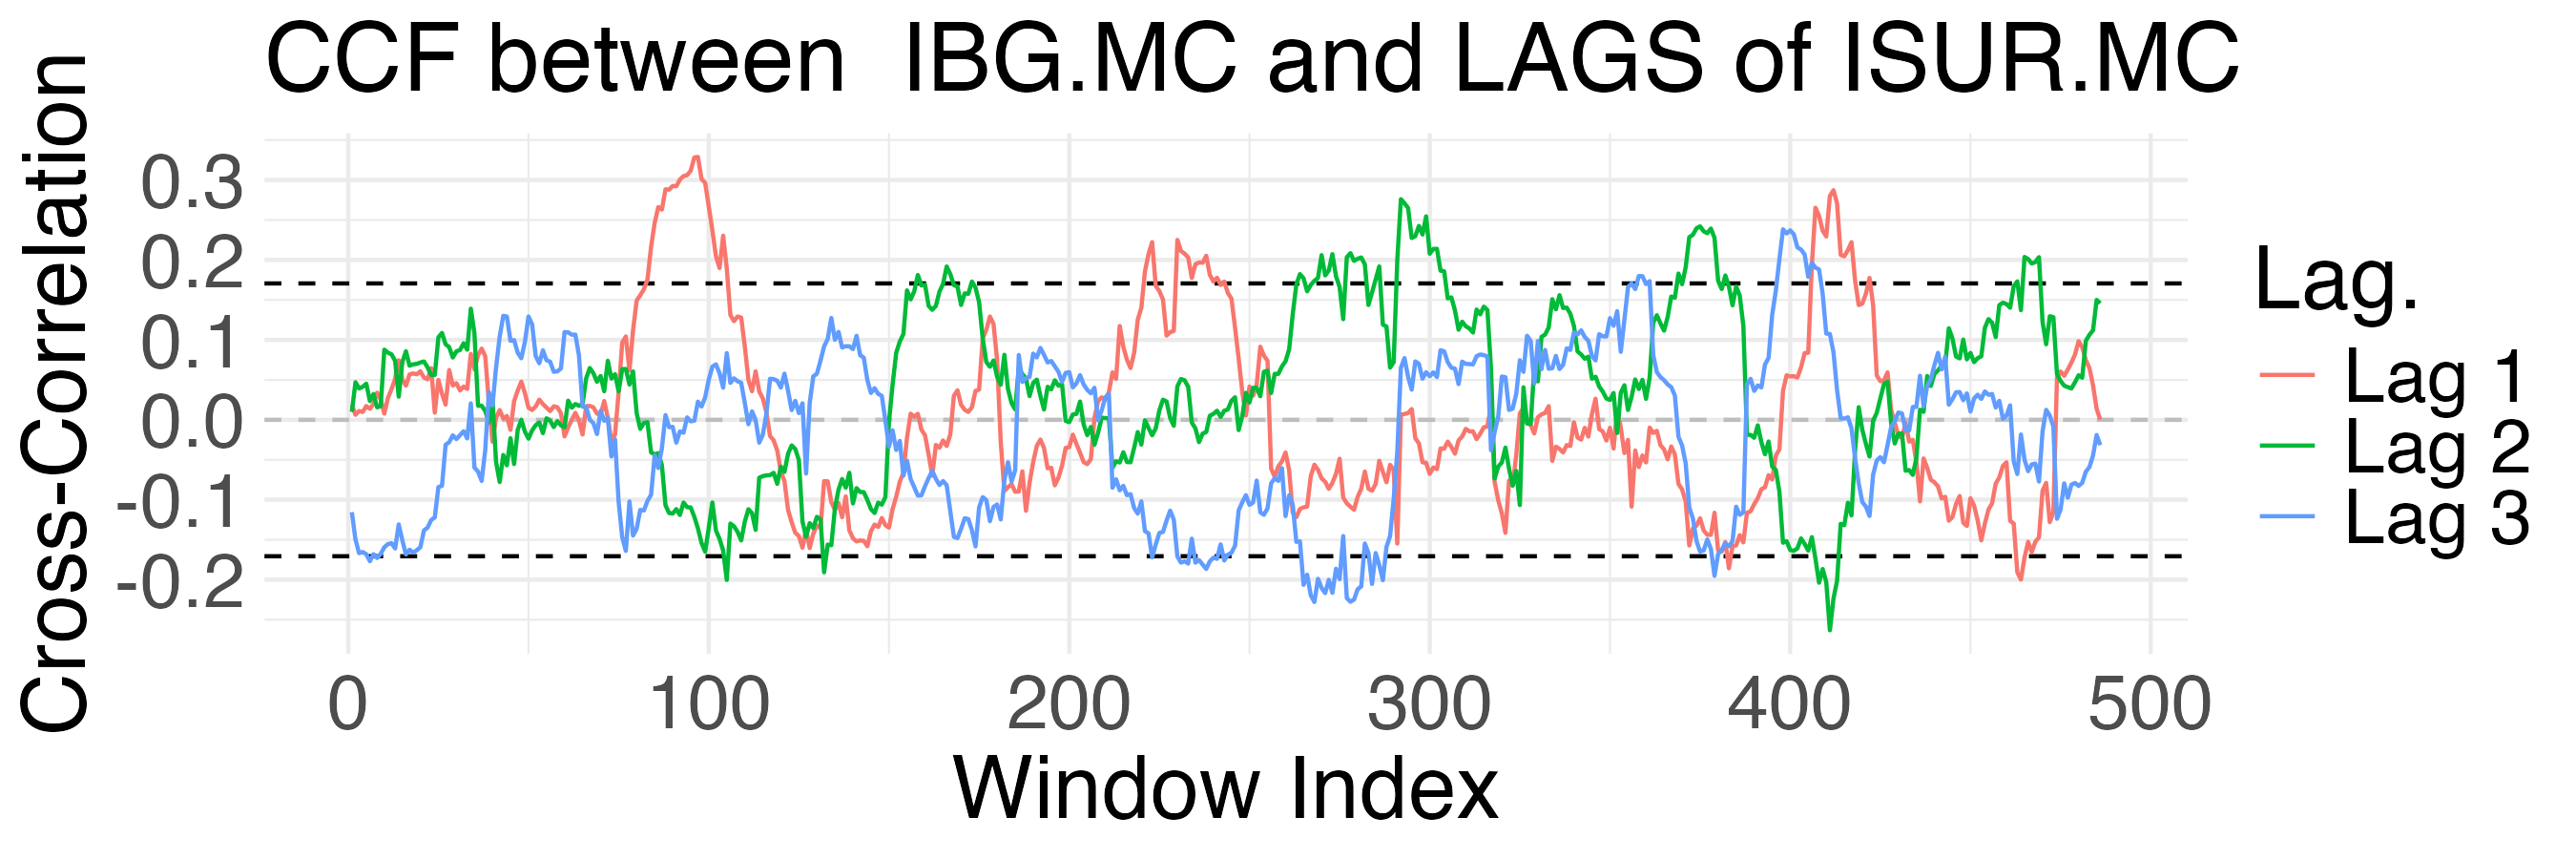 CCF between  IBG.MC and LAGS of ISUR.MC
Cross-Correlation
0.3
0.2
0.1
0.0
-0.1
-0.2
0 100 200 300 400 500
Window Index
Lag.
Lag 1
Lag 2
Lag 3